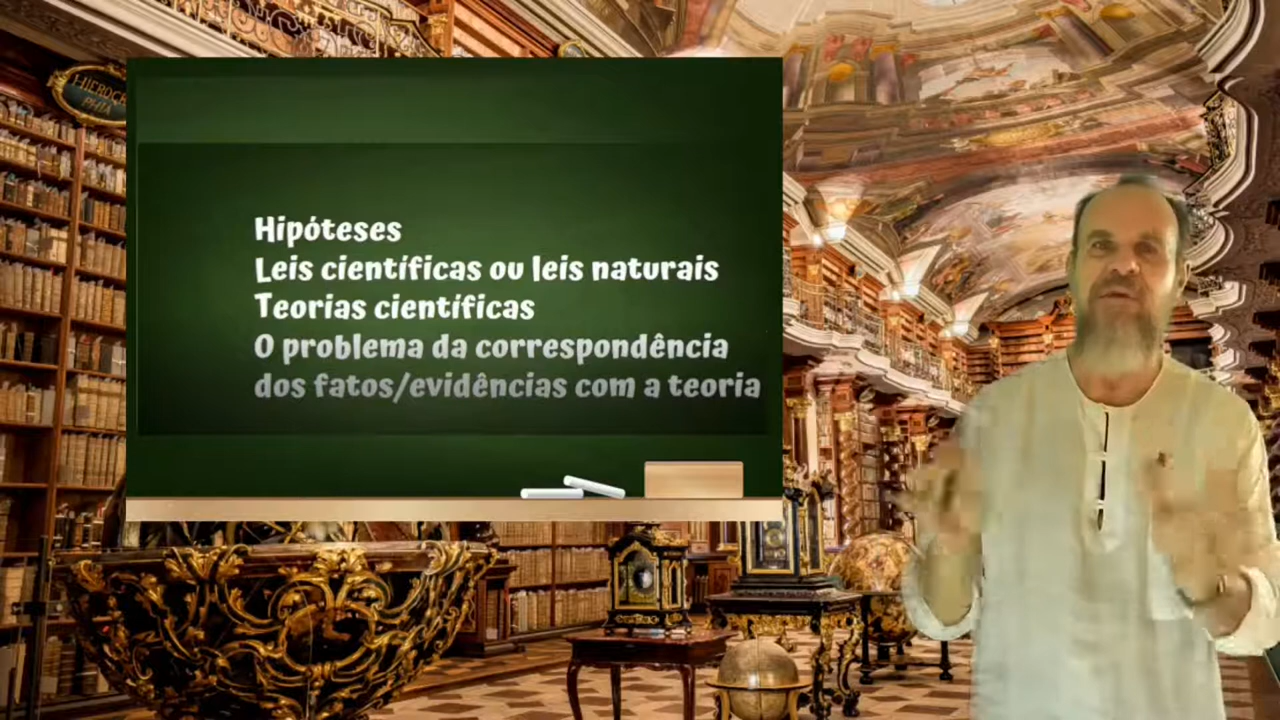 Hipóteses
Leis científicas ou leis naturais
Teorias científicas
O problema da correspondência
dos fatos/evidências com a teoria